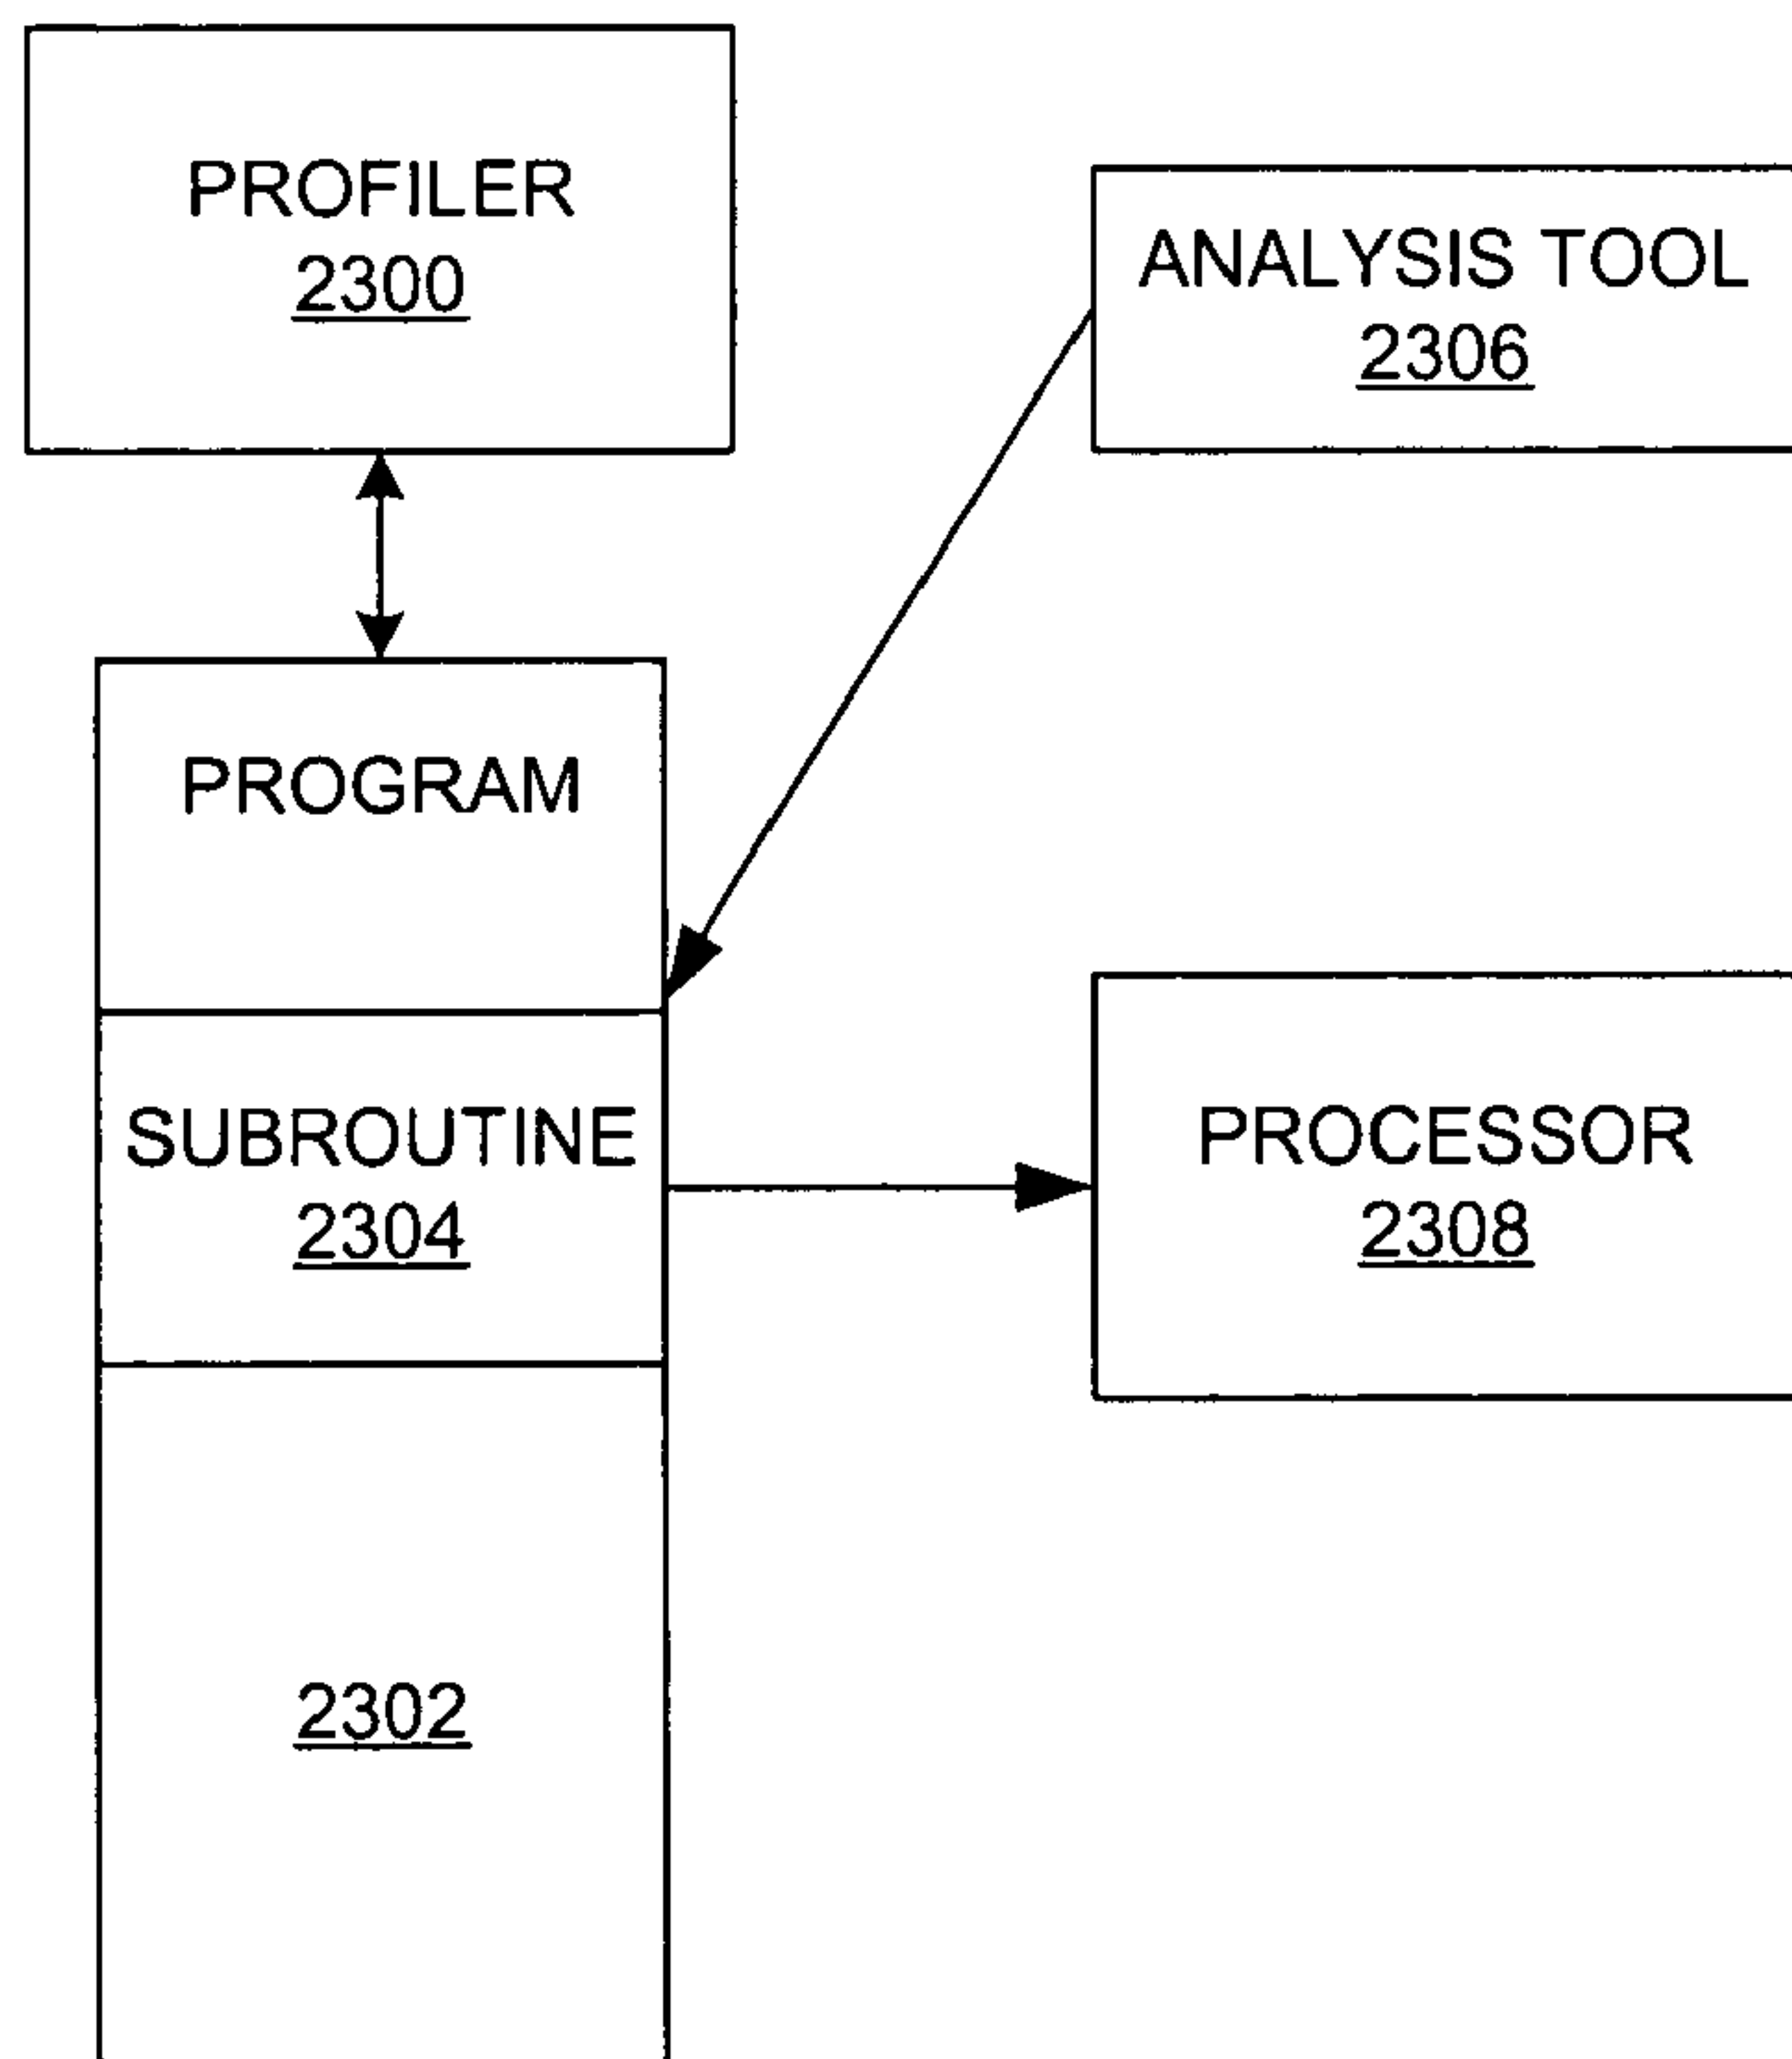 PROFILER
2300
ANALYSIS TOOL
2306
PROGRAM
SUBROUTINE
2304
PROCESSOR
2308
2302